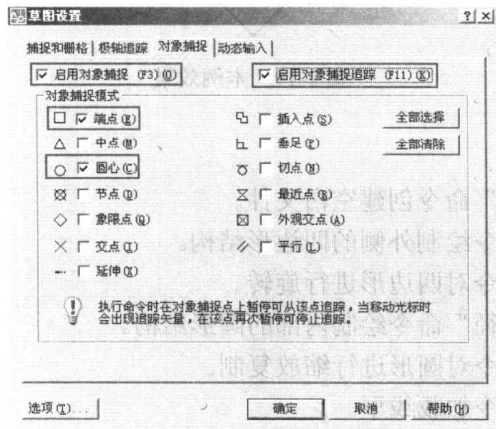 草图设置
捕捉和栅格 极轴追踪 对象捕捉 动态输入
启用对象捕捉 (F3)(O) 启用对象捕捉追踪 (F11)(K)
对象捕捉模式
端点(E) 插入点(S) 全部选择
中点(M) 垂足(P) 全部清除
圆心(C) 切点(N)
节点(D) 最近点(R)
象限点(Q) 外观交点(A)
交点(I) 平行(L)
延伸(X)
执行命令时在对象捕捉点上暂停可从该点追踪，当移动光标时
会出现追踪矢量，在该点再次暂停可停止追踪。
选项(T)... 确定 取消 帮助(H)